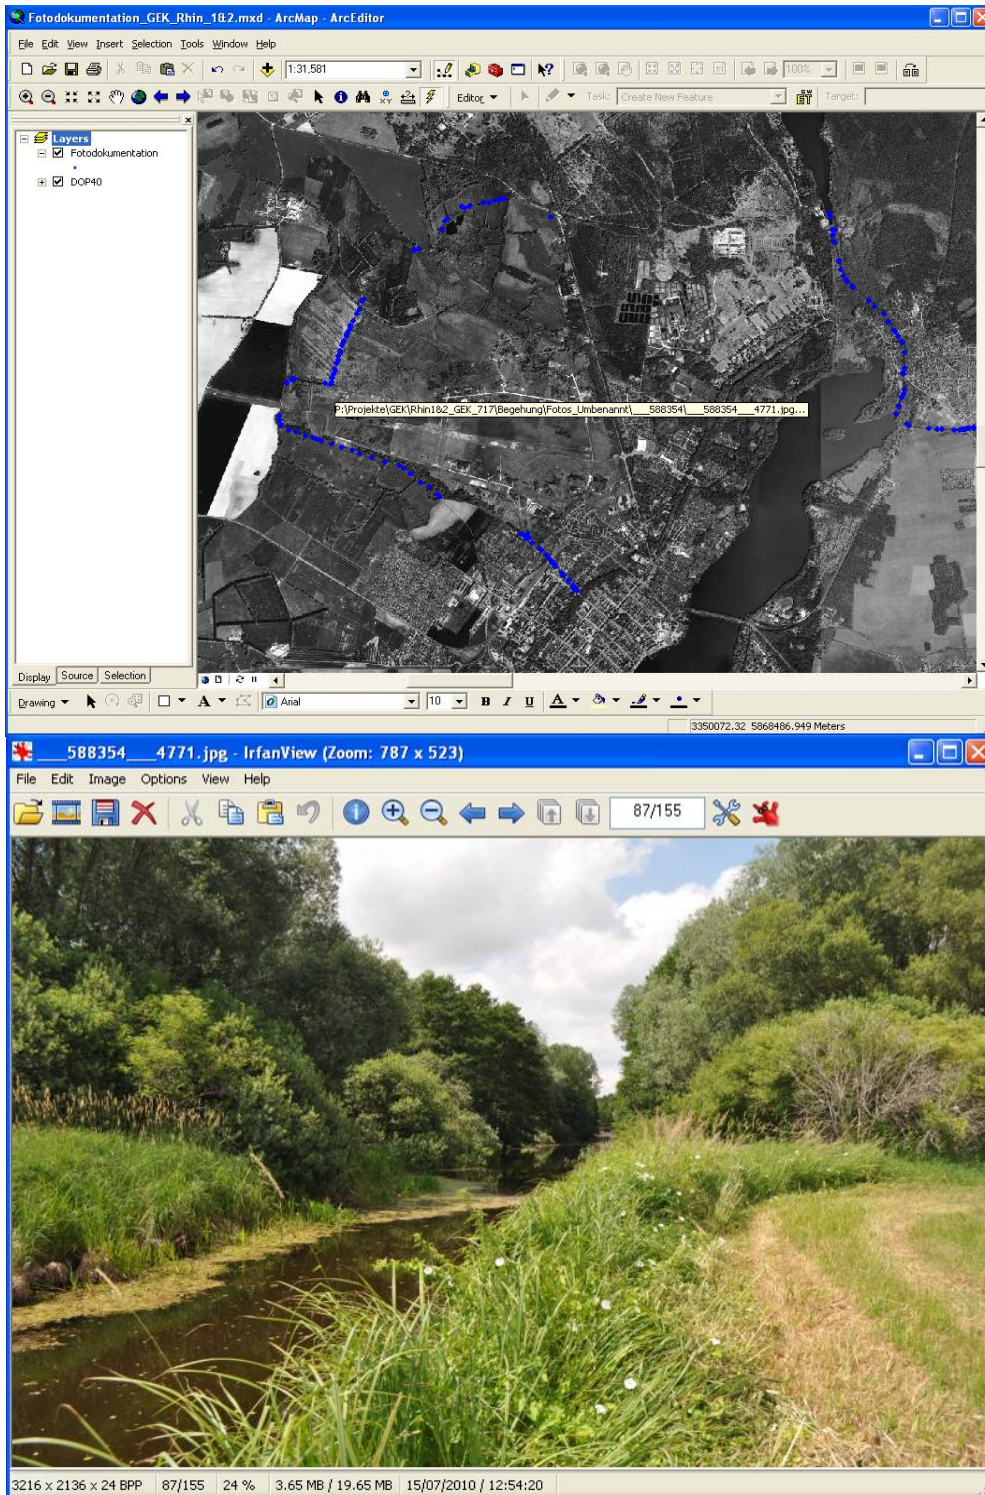 Fotodokumentation_GEK_Rhin_1&2.mxd - ArcMap - ArcEditor
File Edit View Insert Selection Tools Window Help
1:31,581 100%
Editor Task: Create New Feature Target:
Layers
Fotodokumentation
DOP40
P:\Projekte\GEK\Rhin1&2_GEK_717\Begehung\Fotos_Umbenannt\___588354\___588354___4771.jpg...
Display Source Selection
Drawing A Arial 10 B I U A
3350072.32 5868486.949 Meters
___588354___4771.jpg - IrfanView (Zoom: 787 x 523)
File Edit Image Options View Help
87/155
3216 x 2136 x 24 BPP 87/155 24 % 3.65 MB / 19.65 MB 15/07/2010 / 12:54:20